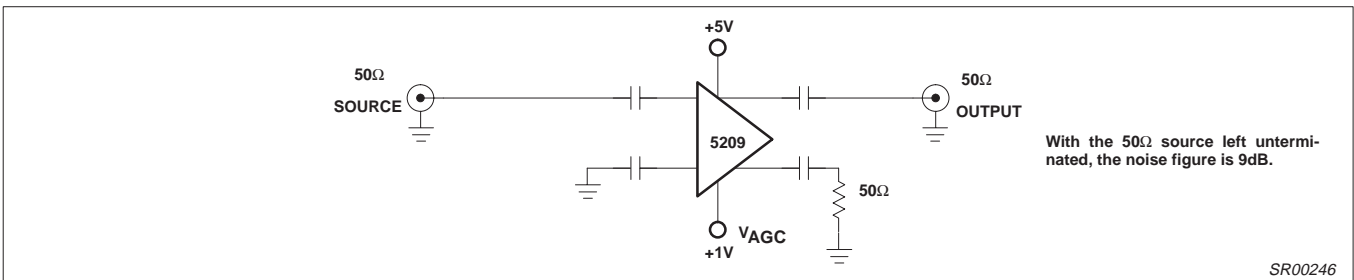 +5V
50Ω
SOURCE
50Ω
OUTPUT
5209
With the 50Ω source left untermi-
nated, the noise figure is 9dB.
50Ω
VAGC
+1V
SR00246